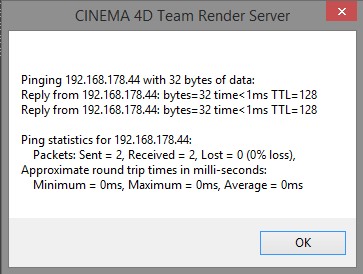 CINEMA 4D Team Render Server
Pinging 192.168.178.44 with 32 bytes of data:
Reply from 192.168.178.44: bytes=32 time<1ms TTL=128
Reply from 192.168.178.44: bytes=32 time<1ms TTL=128
Ping statistics for 192.168.178.44:
Packets: Sent = 2, Received = 2, Lost = 0 (0% loss),
Approximate round trip times in milli-seconds:
Minimum = 0ms, Maximum = 0ms, Average = 0ms
OK